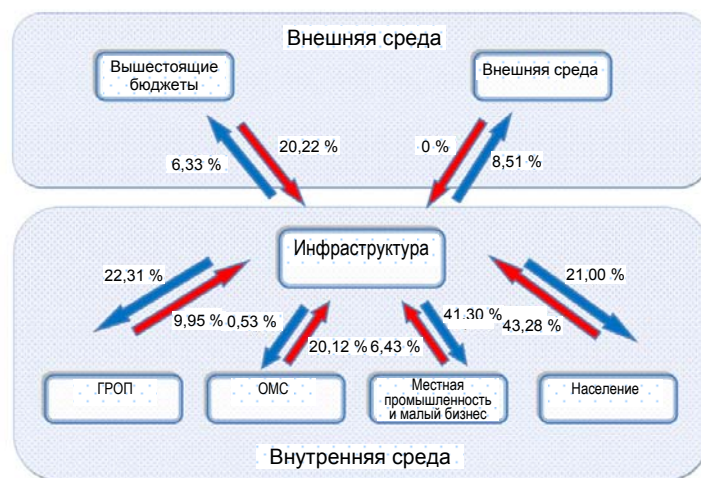 Внешняя среда
Вышестоящие
бюджеты
Внешняя среда
20,22 %
0 %
6,33 %
8,51 %
Инфраструктура
22,31 %
21,00 %
9,95 %
0,53 %
41,30 %
43,28 %
20,12 %
6,43 %
ГРОП
ОМС
Местная
промышленность
и малый бизнес
Население
Внутренняя среда